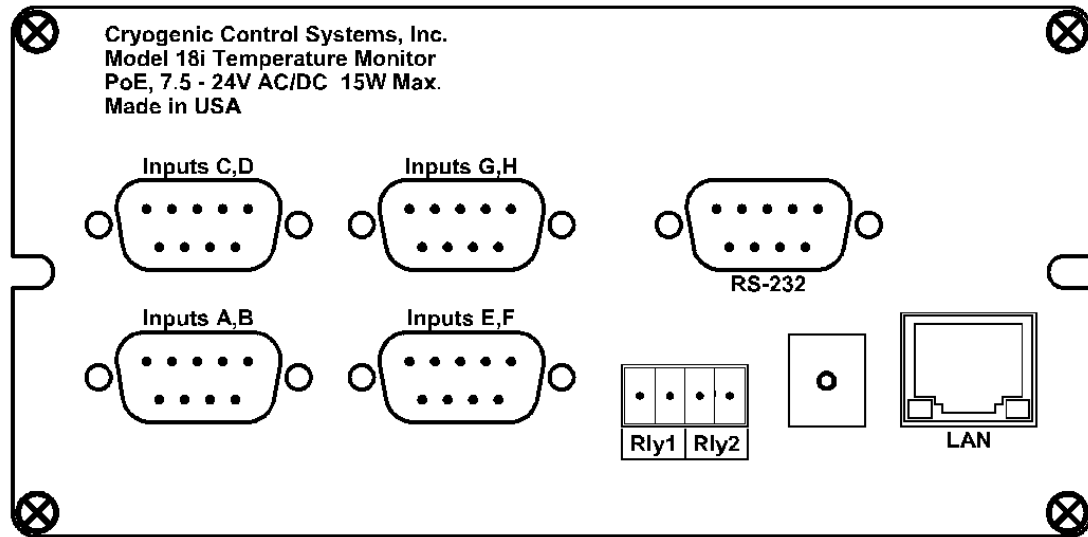 Cryogenic Control Systems, Inc.
Model 18i Temperature Monitor
PoE, 7.5 - 24V AC/DC 15W Max.
Made in USA
Inputs C,D
Inputs G,H
RS-232
Inputs A,B
Inputs E,F
Rly1
Rly2
LAN